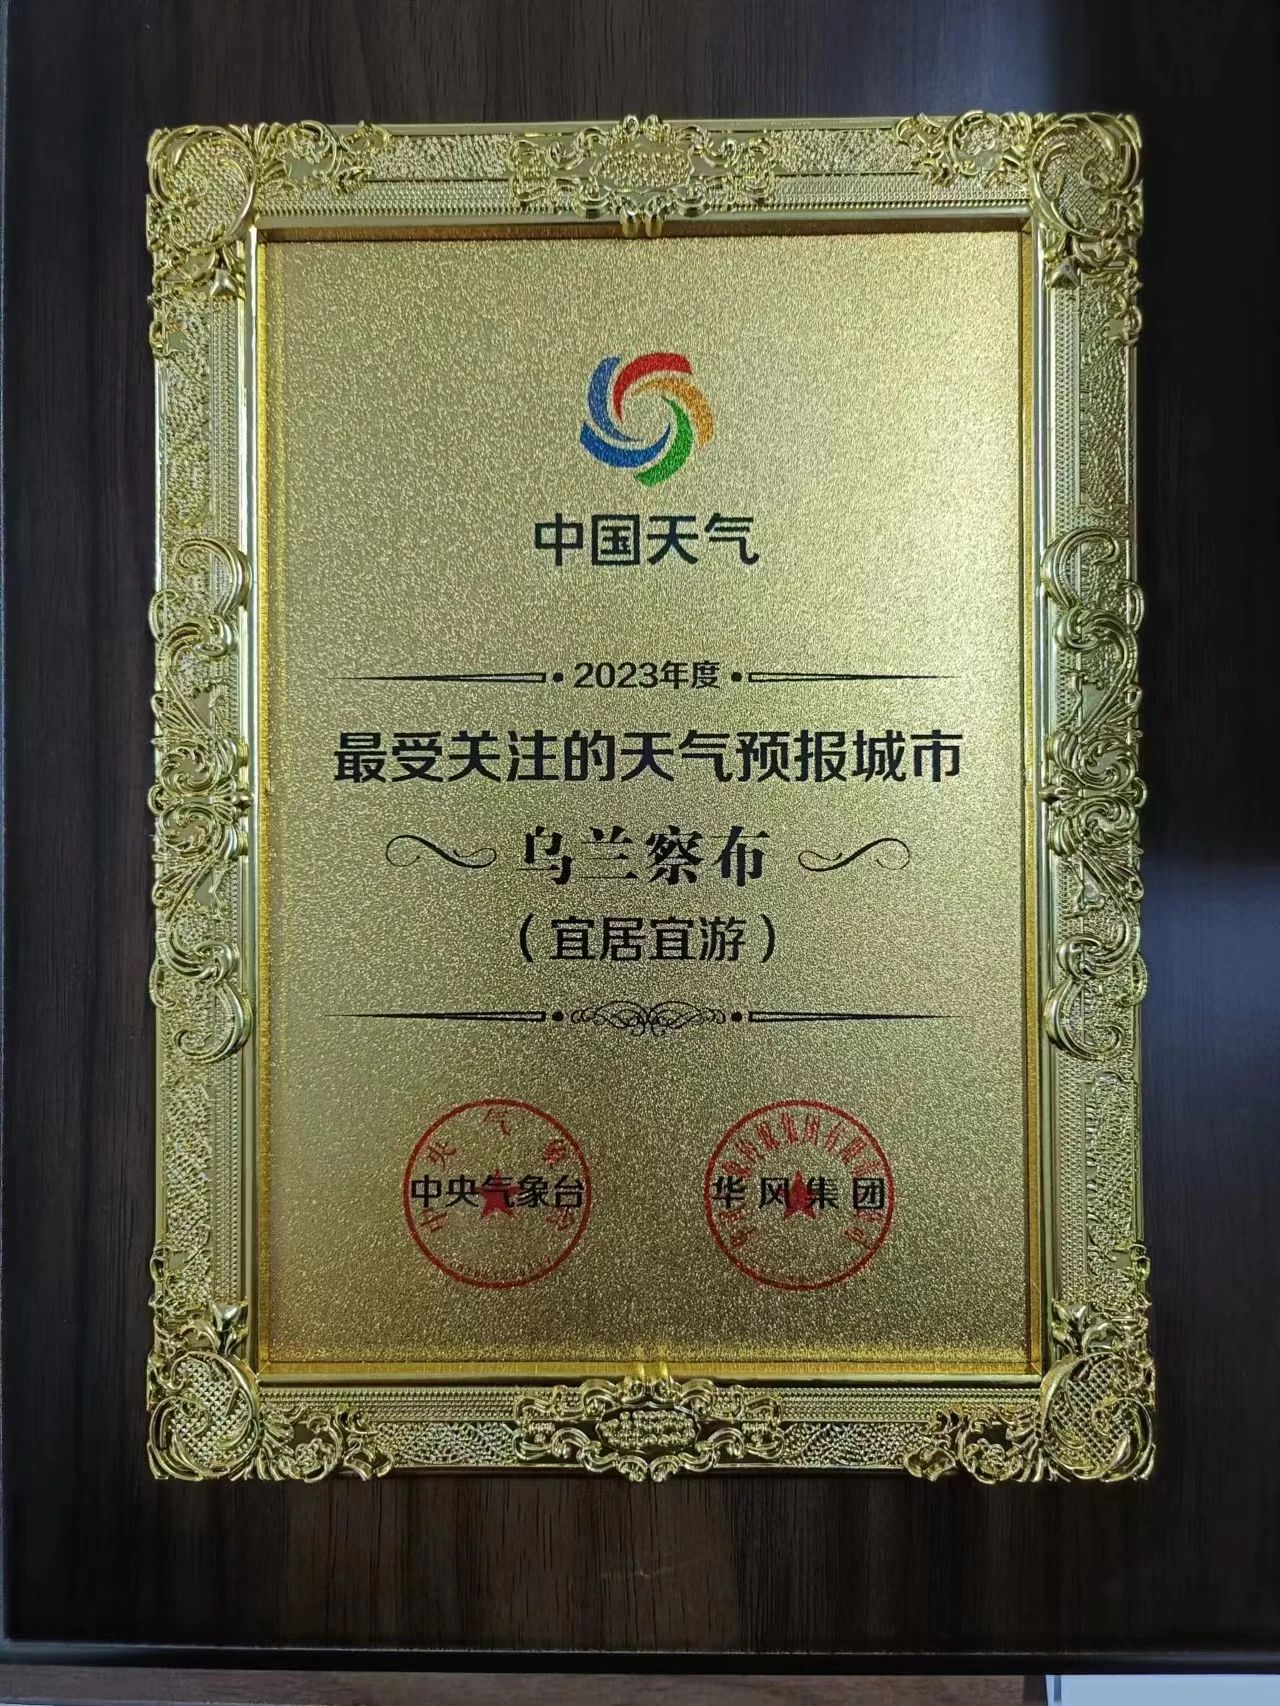 中国天气
2023年度
最受关注的天气预报城市
乌兰察布
（宜居宜游）
中央气象台
华风集团